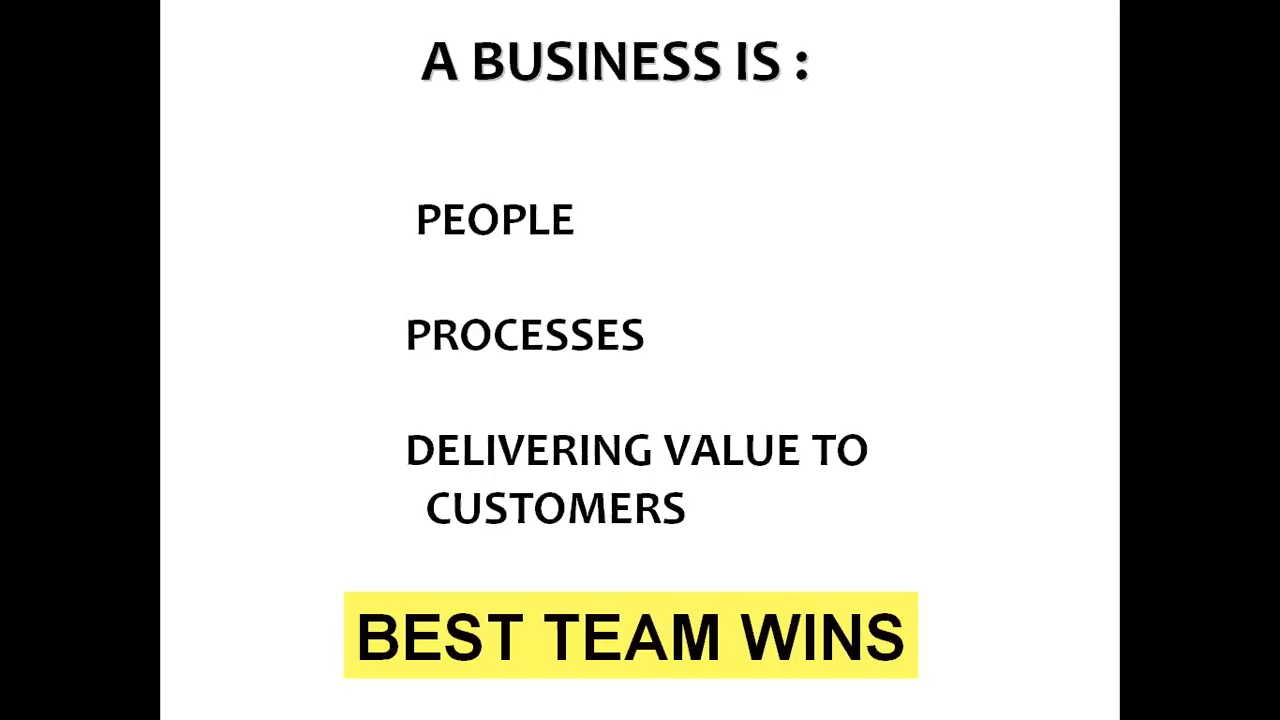 A BUSINESS IS :
PEOPLE
PROCESSES
DELIVERING VALUE TO
CUSTOMERS
BEST TEAM WINS